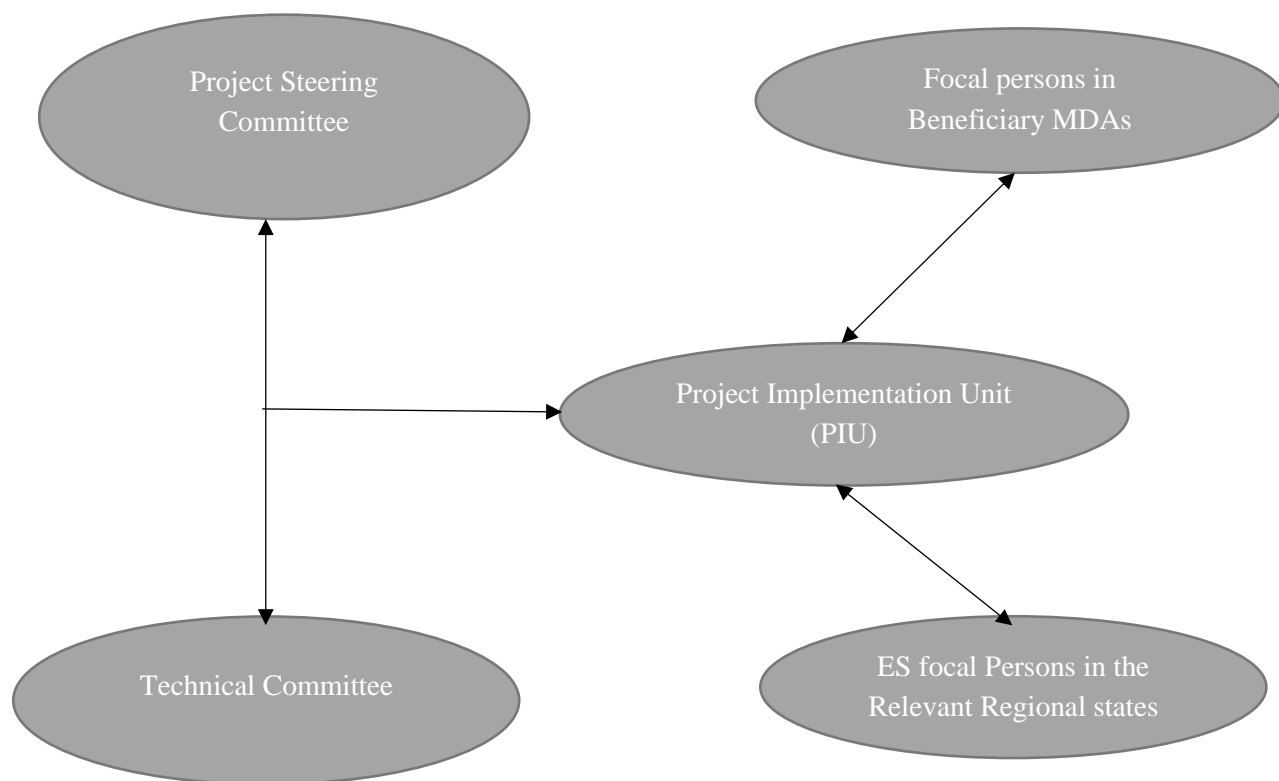 Project Steering
Committee
Focal persons in
Beneficiary MDAs
Project Implementation Unit
(PIU)
Technical Committee
ES focal Persons in the
Relevant Regional states